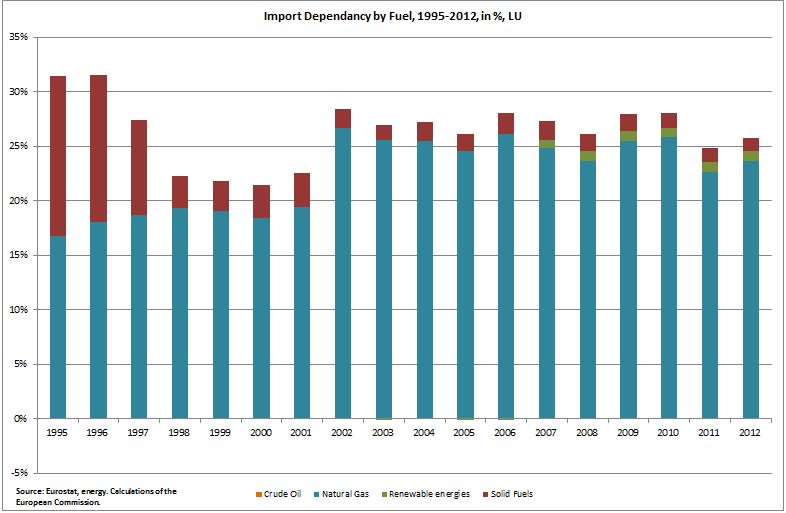 Import Dependancy by Fuel, 1995-2012, in %, LU
35%
30%
25%
20%
15%
10%
5%
0%
1995 1996 1997 1998 1999 2000 2001 2002 2003 2004 2005 2006 2007 2008 2009 2010 2011 2012
-5%
Crude Oil Natural Gas Renewable energies Solid Fuels
Source: Eurostat, energy. Calculations of the
European Commission.